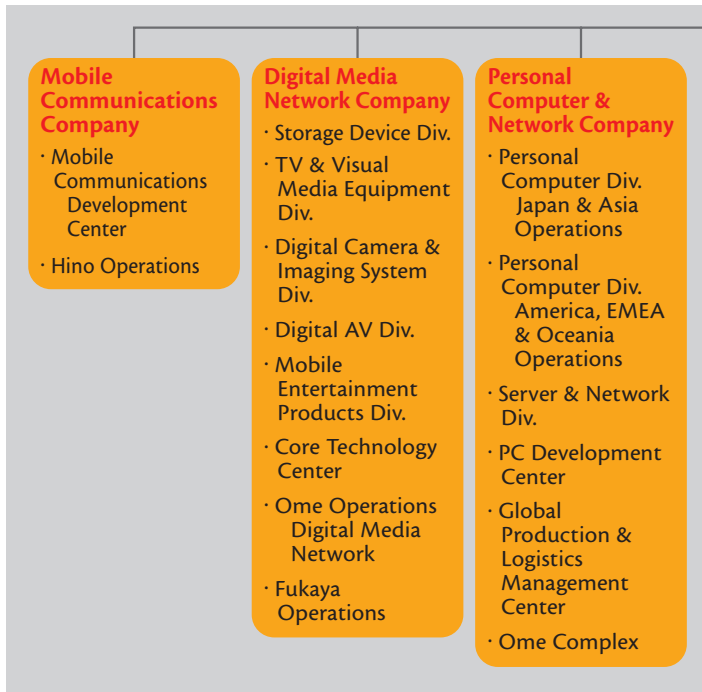 Mobile
Communications
Company
· Mobile
Communications
Development
Center
· Hino Operations
Digital Media
Network Company
· Storage Device Div.
· TV & Visual
Media Equipment
Div.
· Digital Camera &
Imaging System
Div.
· Digital AV Div.
· Mobile
Entertainment
Products Div.
· Core Technology
Center
· Ome Operations
Digital Media
Network
· Fukaya
Operations
Personal
Computer &
Network Company
· Personal
Computer Div.
Japan & Asia
Operations
· Personal
Computer Div.
America, EMEA
& Oceania
Operations
· Server & Network
Div.
· PC Development
Center
· Global
Production &
Logistics
Management
Center
· Ome Complex